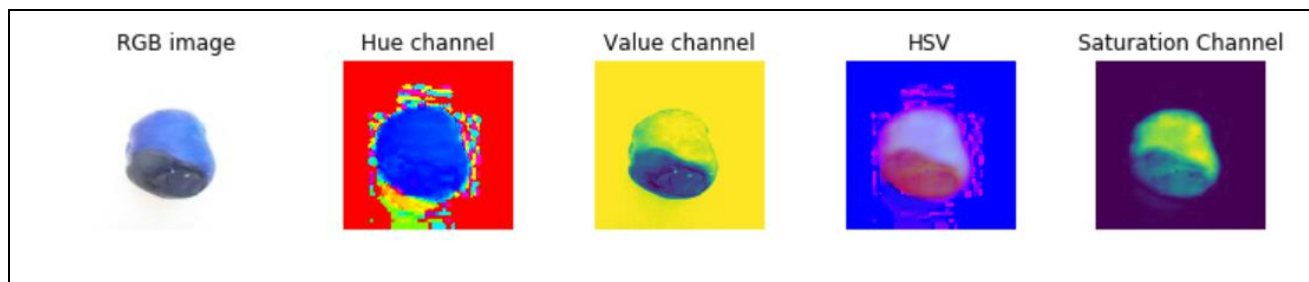 RGB image
Hue channel
Value channel
HSV
Saturation Channel